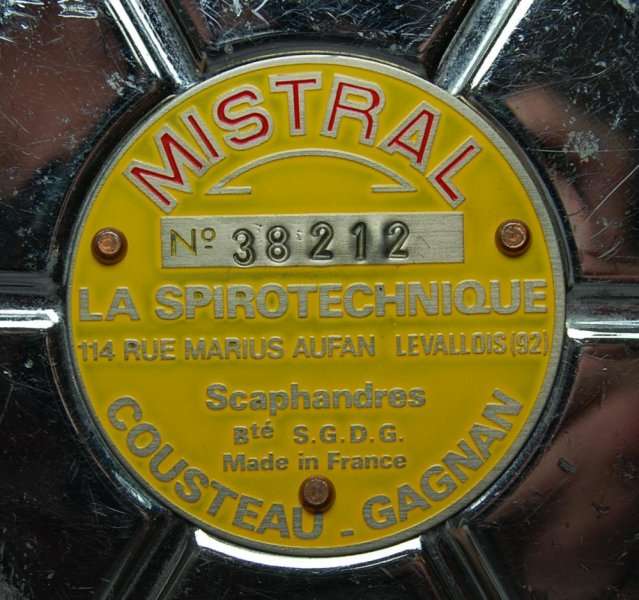 MISTRAL
Nº 38212
LA SPIROTECHNIQUE
114 RUE MARIUS AUFAN LEVALLOIS (92)
Scaphandres
Bté S.G.D.G.
Made in France
COUSTEAU - GAGNAN